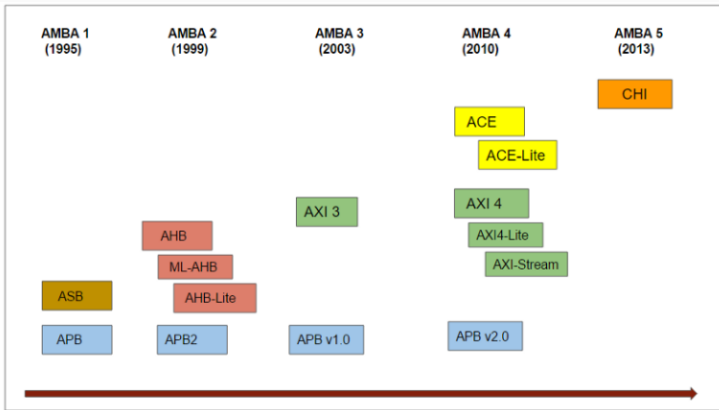 AMBA 1
(1995)
AMBA 2
(1999)
AMBA 3
(2003)
AMBA 4
(2010)
AMBA 5
(2013)
CHI
ACE
ACE-Lite
AXI 3
AXI 4
AHB
AXI4-Lite
ML-AHB
AXI-Stream
ASB
AHB-Lite
APB
APB2
APB v1.0
APB v2.0